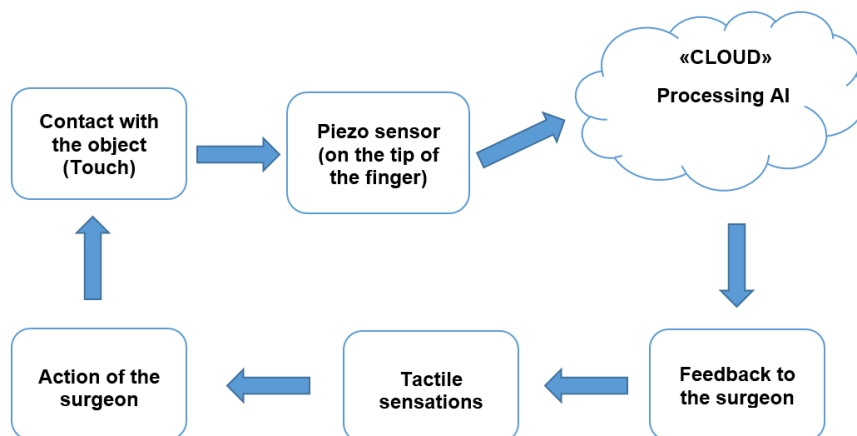 Contact with
the object
(Touch)
Piezo sensor
(on the tip of
the finger)
«CLOUD»
Processing AI
Feedback to
the surgeon
Tactile
sensations
Action of the
surgeon